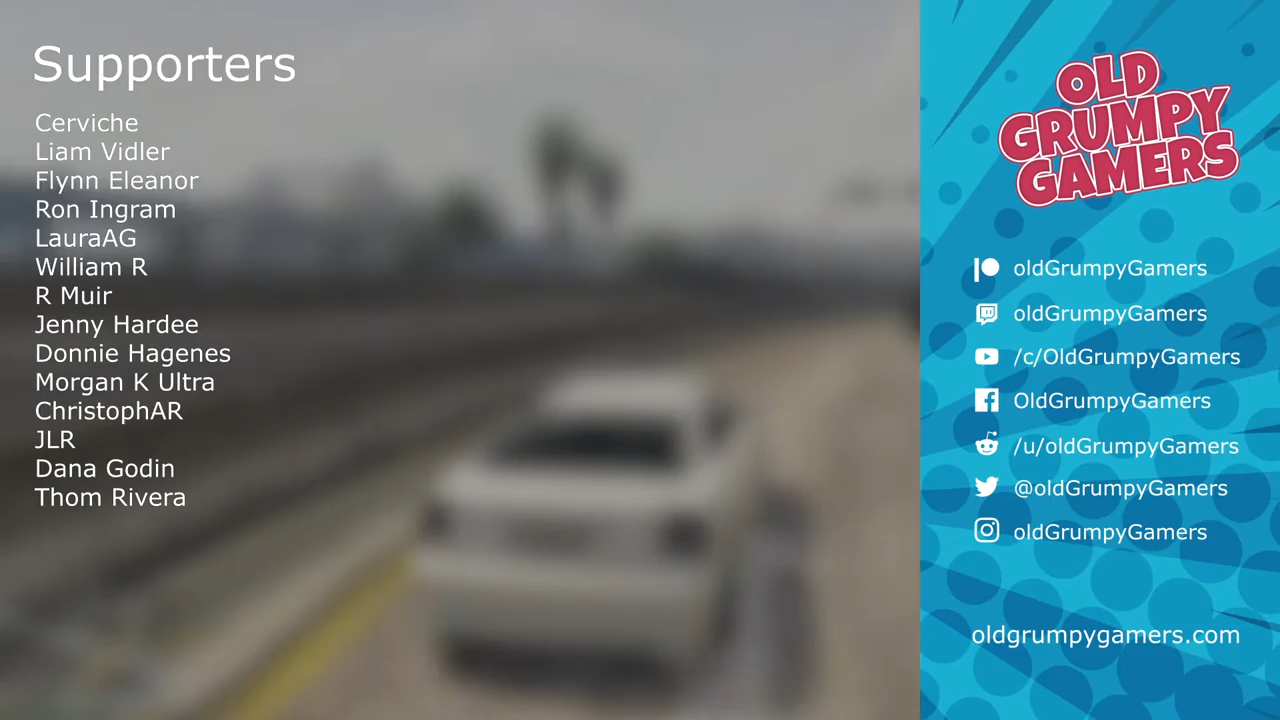 Supporters
Cerviche
Liam Vidler
Flynn Eleanor
Ron Ingram
LauraAG
William R
R Muir
Jenny Hardee
Donnie Hagenes
Morgan K Ultra
ChristophAR
JLR
Dana Godin
Thom Rivera
OLD
GRUMPY
GAMERS
oldGrumpyGamers
oldGrumpyGamers
/c/OldGrumpyGamers
OldGrumpyGamers
/u/oldGrumpyGamers
@oldGrumpyGamers
oldGrumpyGamers
oldgrumpygamers.com